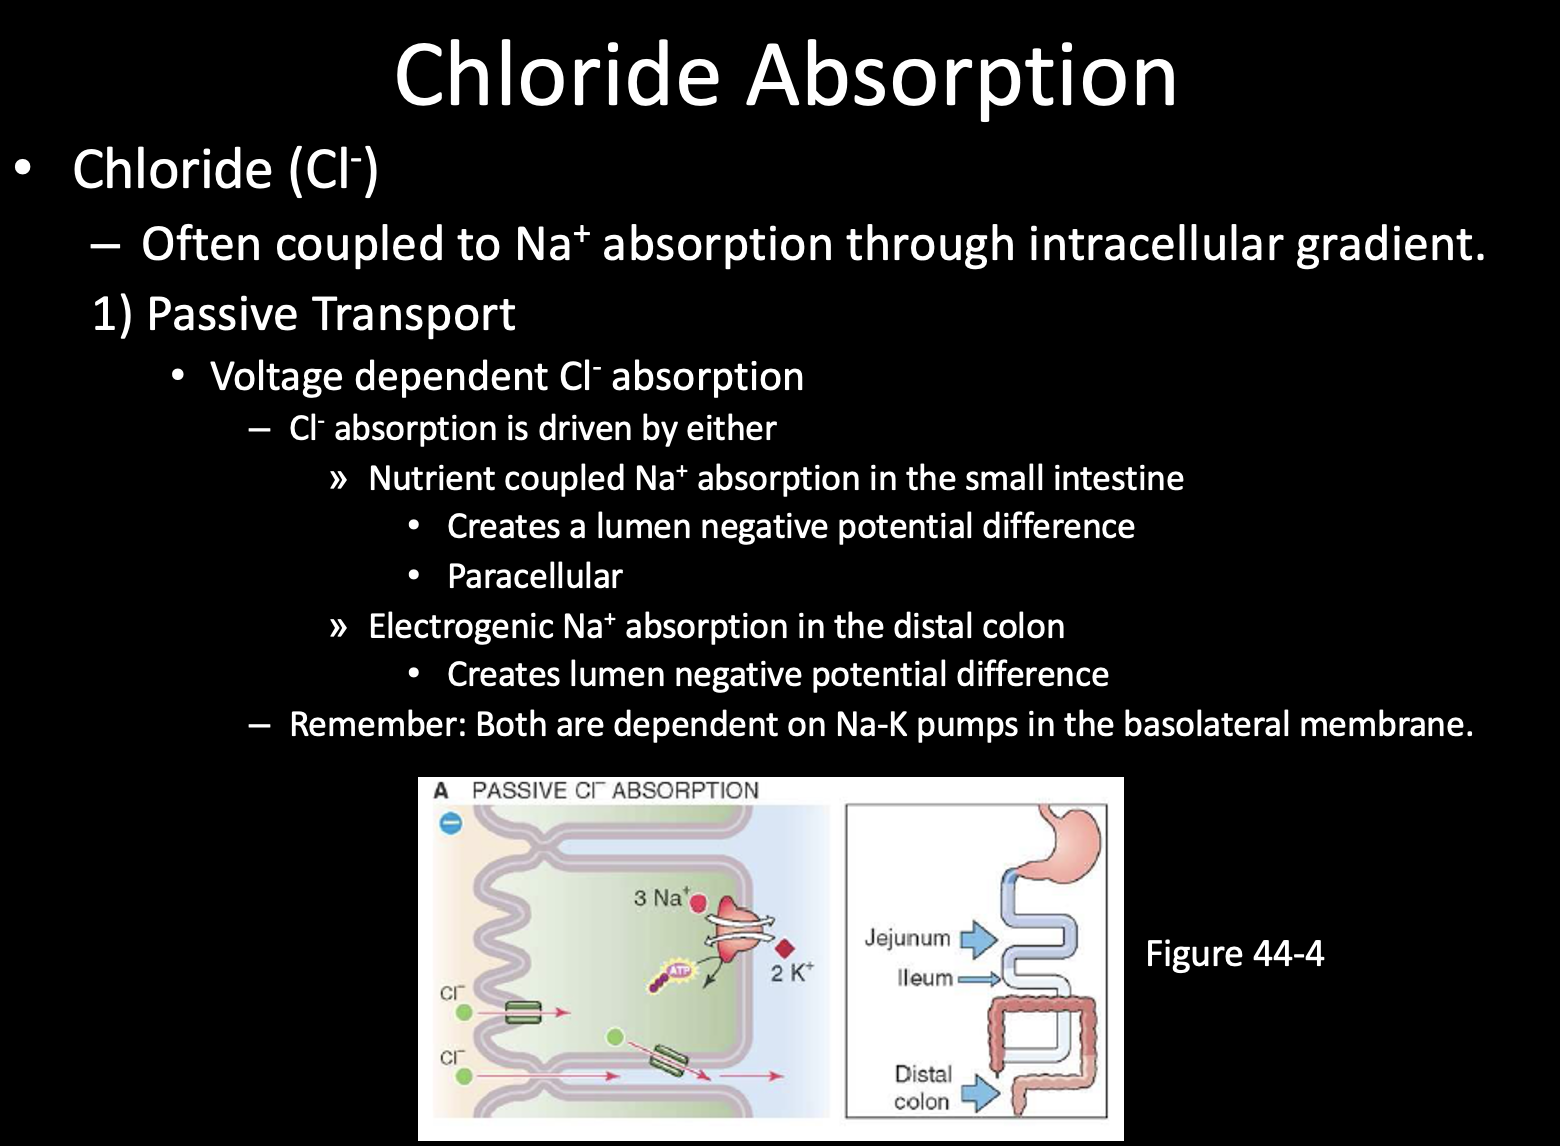 Chloride Absorption
• Chloride (Cl⁻)
– Often coupled to Na⁺ absorption through intracellular gradient.
1) Passive Transport
• Voltage dependent Cl⁻ absorption
– Cl⁻ absorption is driven by either
» Nutrient coupled Na⁺ absorption in the small intestine
• Creates a lumen negative potential difference
• Paracellular
» Electrogenic Na⁺ absorption in the distal colon
• Creates lumen negative potential difference
– Remember: Both are dependent on Na-K pumps in the basolateral membrane.
A PASSIVE Cl⁻ ABSORPTION
3 Na⁺
ATP
2 K⁺
Cl⁻
Cl⁻
Jejunum
Ileum
Distal
colon
Figure 44-4